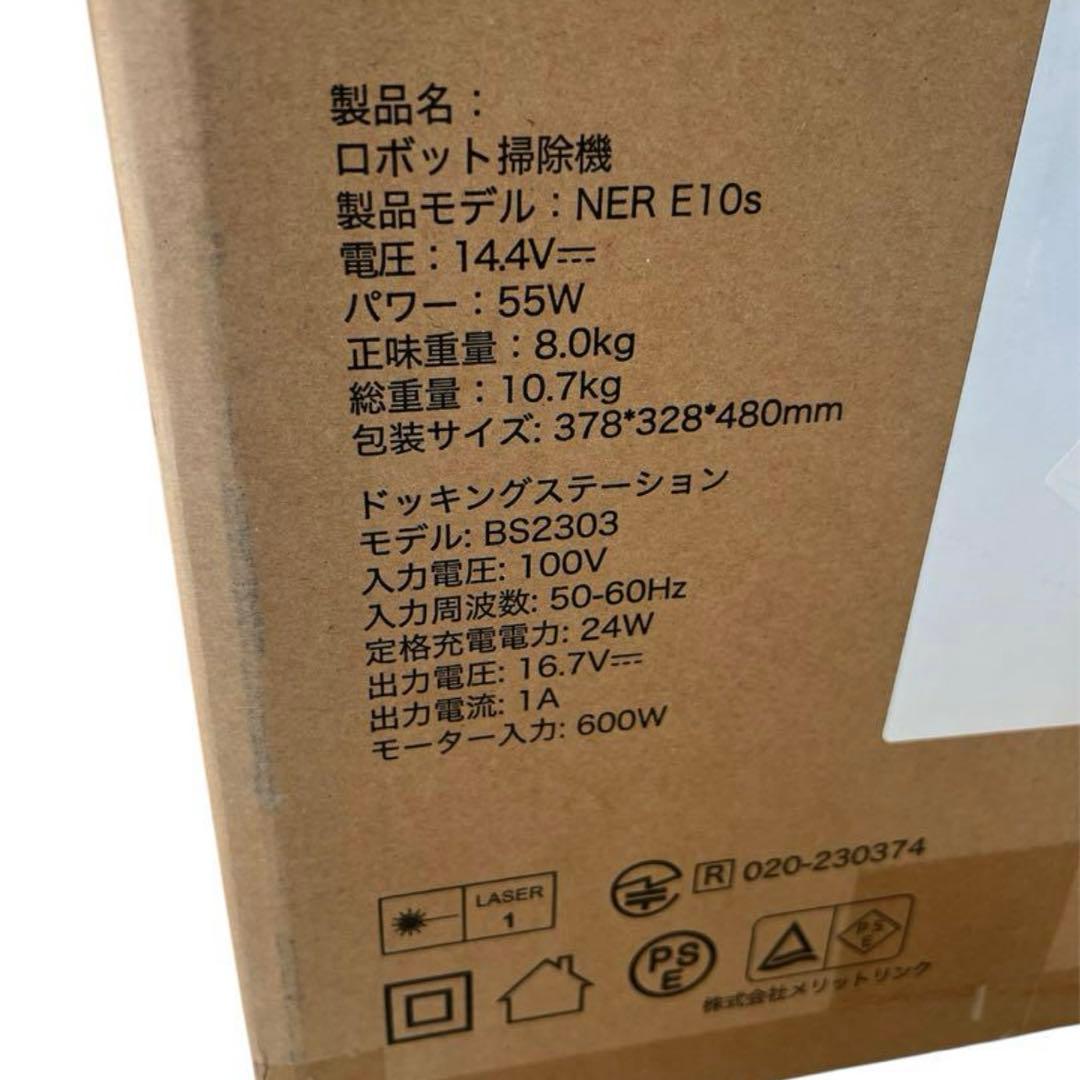 製品名：
ロボット掃除機
製品モデル：NER E10s
電圧：14.4V⎓
パワー：55W
正味重量：8.0kg
総重量：10.7kg
包装サイズ: 378*328*480mm
ドッキングステーション
モデル: BS2303
入力電圧: 100V
入力周波数: 50-60Hz
定格充電電力: 24W
出力電圧: 16.7V⎓
出力電流: 1A
モーター入力: 600W
R 020-230374
LASER
1
PS
E
PS
E
株式会社メリットリンク